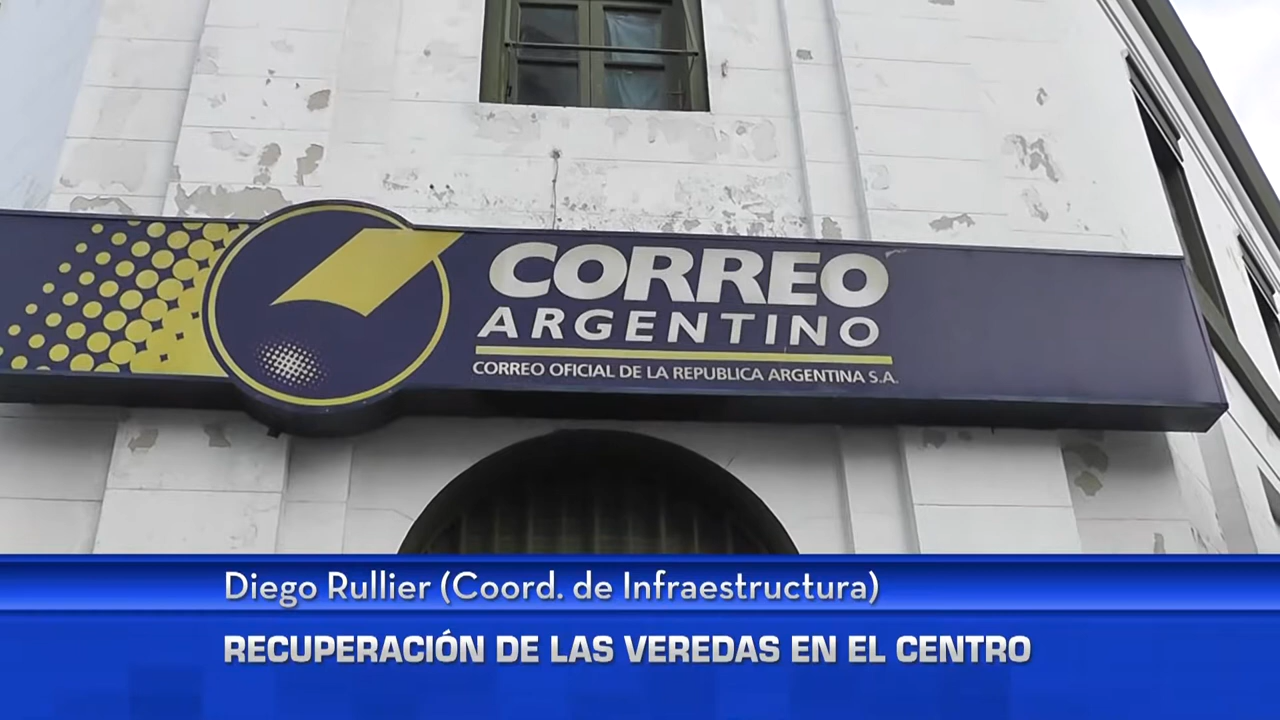 CORREO
ARGENTINO
CORREO OFICIAL DE LA REPUBLICA ARGENTINA S.A.
Diego Rullier (Coord. de Infraestructura)
RECUPERACIÓN DE LAS VEREDAS EN EL CENTRO